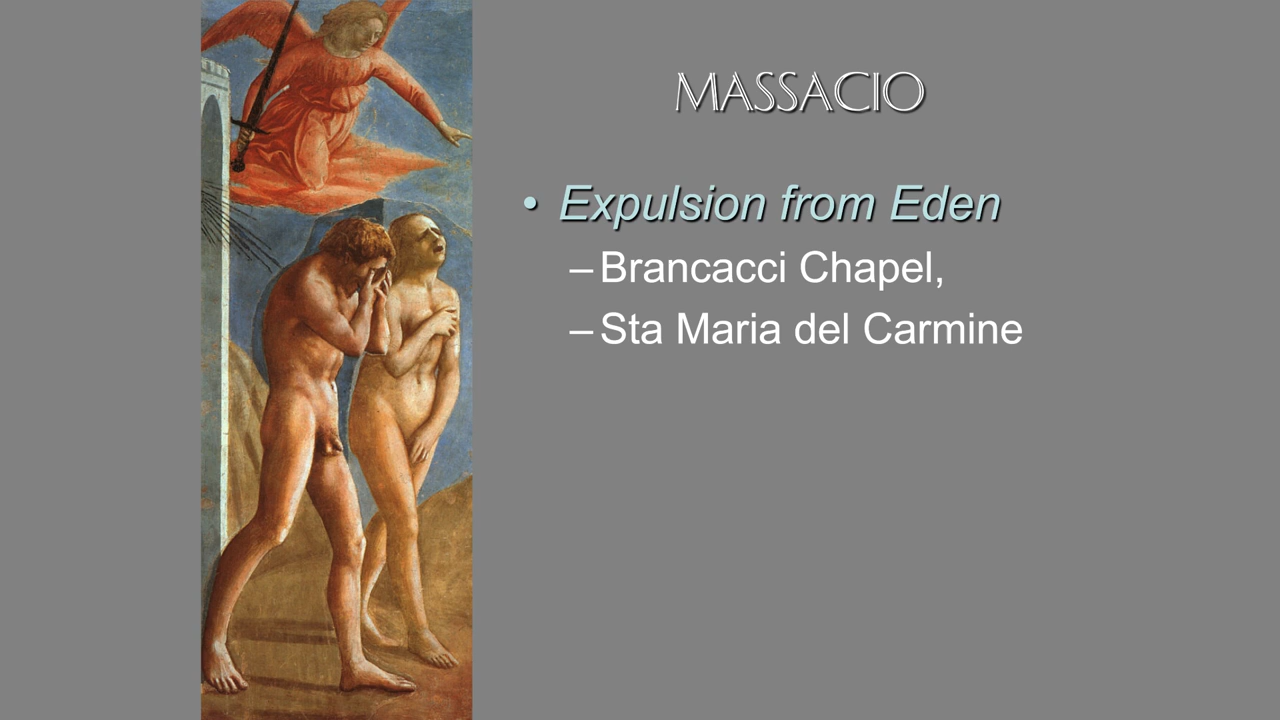 MASSACIO
• Expulsion from Eden
– Brancacci Chapel,
– Sta Maria del Carmine